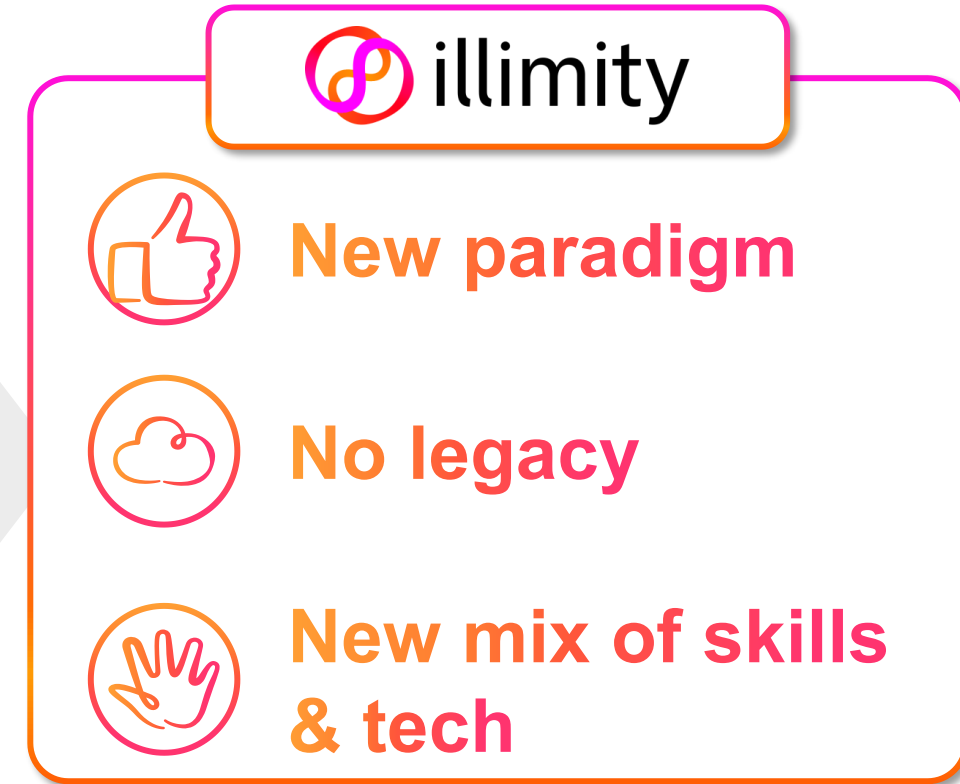 illimity
New paradigm
No legacy
New mix of skills
& tech